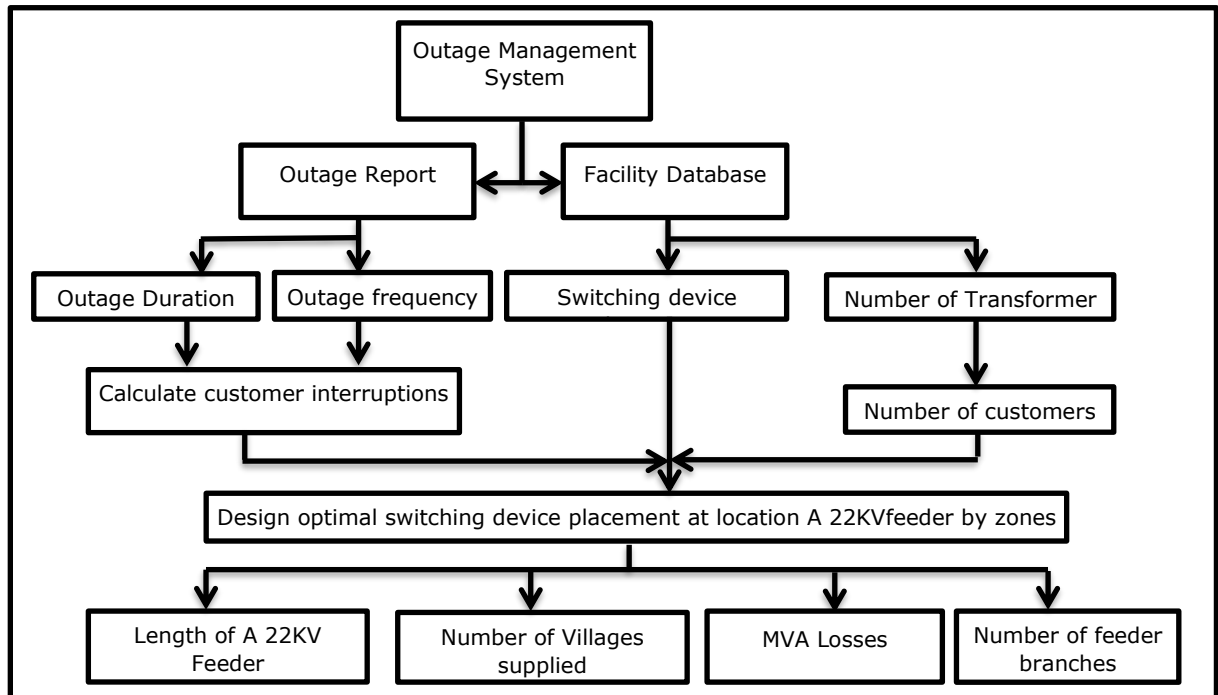 Outage Management
System
Outage Report
Facility Database
Outage Duration
Outage frequency
Switching device
Number of Transformer
Calculate customer interruptions
Number of customers
Design optimal switching device placement at location A 22KVfeeder by zones
Length of A 22KV
Feeder
Number of Villages
supplied
MVA Losses
Number of feeder
branches